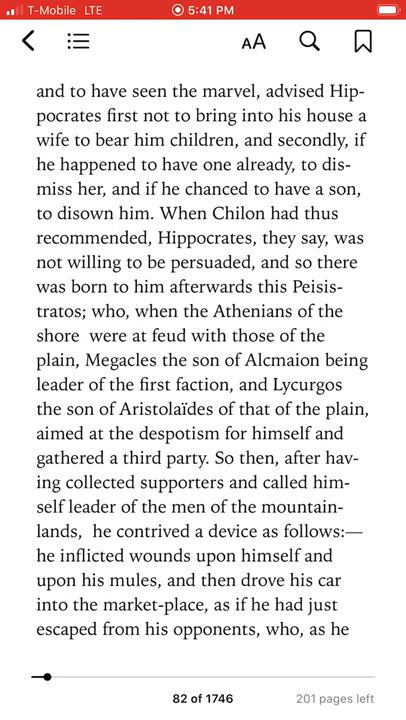 T-Mobile LTE 5:41 PM
AA
and to have seen the marvel, advised Hip-
pocrates first not to bring into his house a
wife to bear him children, and secondly, if
he happened to have one already, to dis-
miss her, and if he chanced to have a son,
to disown him. When Chilon had thus
recommended, Hippocrates, they say, was
not willing to be persuaded, and so there
was born to him afterwards this Peisis-
tratos; who, when the Athenians of the
shore were at feud with those of the
plain, Megacles the son of Alcmaion being
leader of the first faction, and Lycurgos
the son of Aristolaïdes of that of the plain,
aimed at the despotism for himself and
gathered a third party. So then, after hav-
ing collected supporters and called him-
self leader of the men of the mountain-
lands, he contrived a device as follows:—
he inflicted wounds upon himself and
upon his mules, and then drove his car
into the market-place, as if he had just
escaped from his opponents, who, as he
82 of 1746 201 pages left